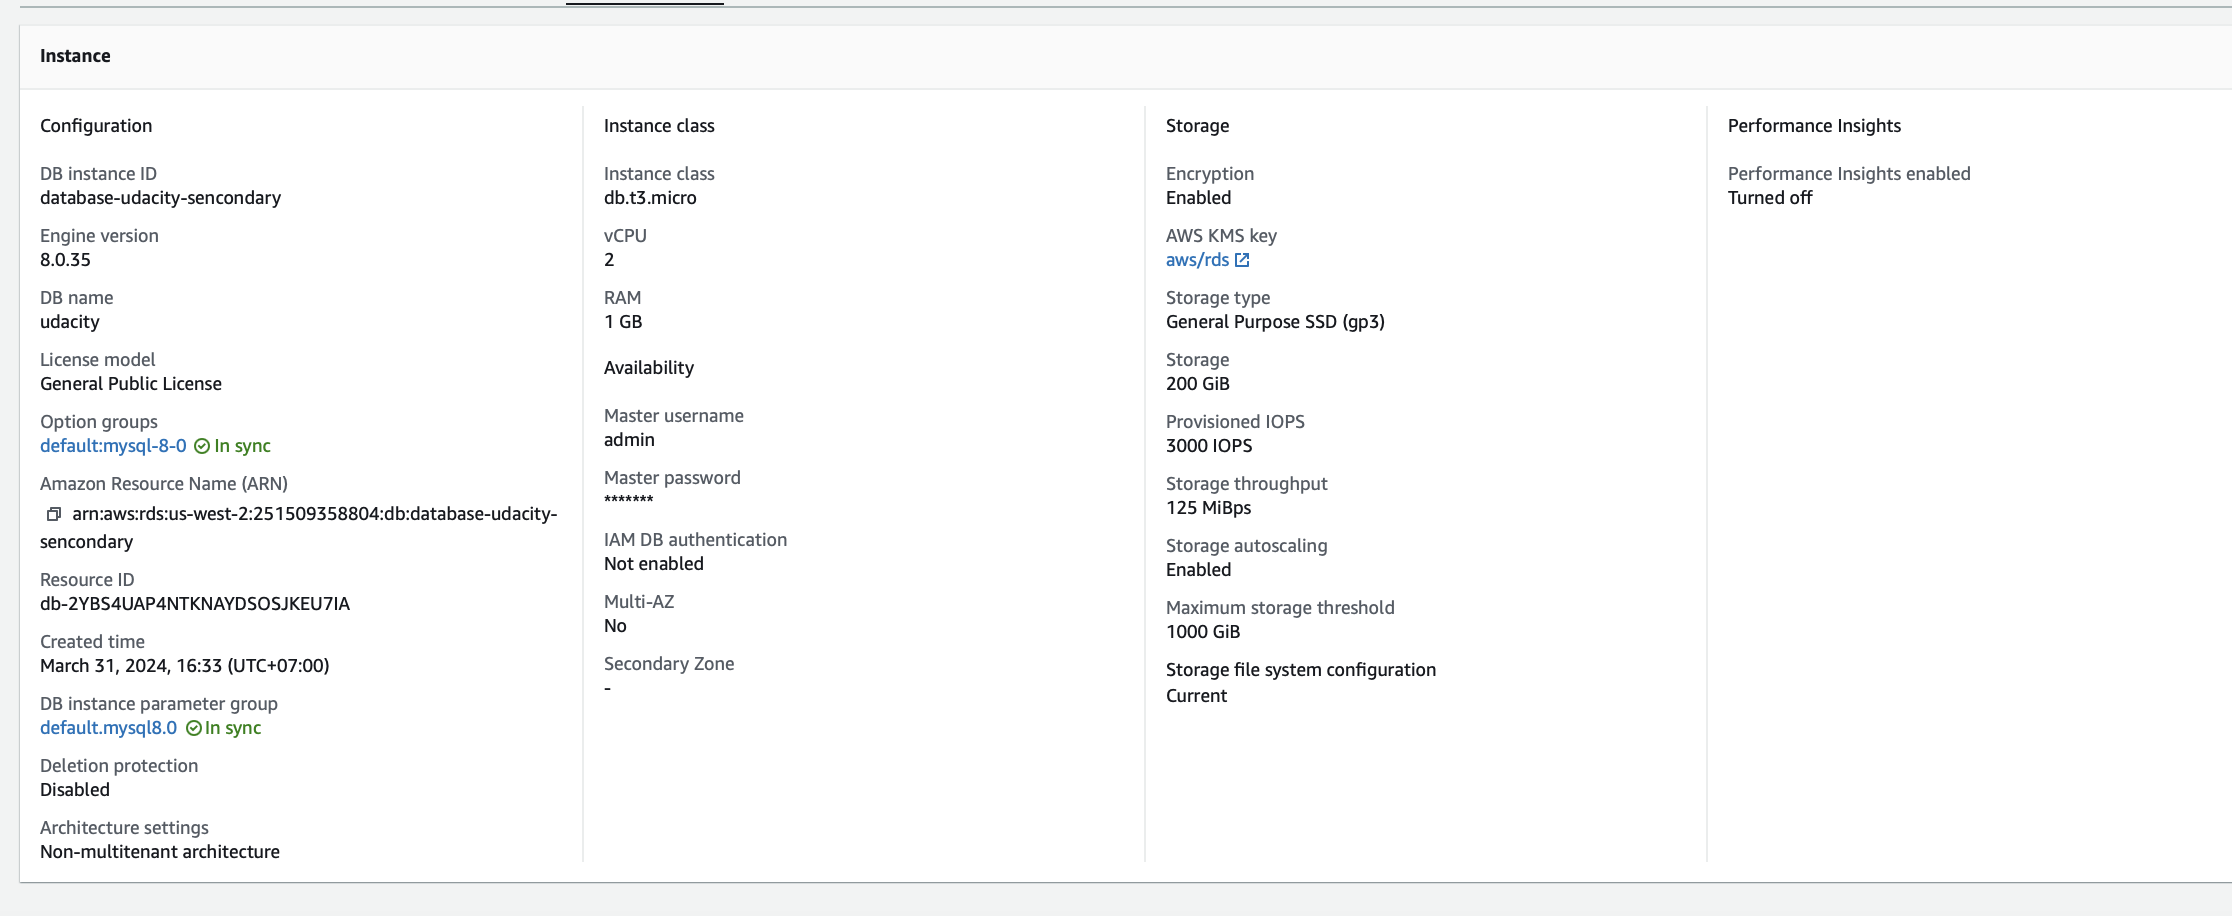 Instance
Configuration
DB instance ID
database-udacity-sencondary
Engine version
8.0.35
DB name
udacity
License model
General Public License
Option groups
default:mysql-8-0 In sync
Amazon Resource Name (ARN)
arn:aws:rds:us-west-2:251509358804:db:database-udacity-
sencondary
Resource ID
db-2YBS4UAP4NTKNAYDSOSJKEU7IA
Created time
March 31, 2024, 16:33 (UTC+07:00)
DB instance parameter group
default.mysql8.0 In sync
Deletion protection
Disabled
Architecture settings
Non-multitenant architecture
Instance class
Instance class
db.t3.micro
vCPU
2
RAM
1 GB
Availability
Master username
admin
Master password
*******
IAM DB authentication
Not enabled
Multi-AZ
No
Secondary Zone
-
Storage
Encryption
Enabled
AWS KMS key
aws/rds
Storage type
General Purpose SSD (gp3)
Storage
200 GiB
Provisioned IOPS
3000 IOPS
Storage throughput
125 MiBps
Storage autoscaling
Enabled
Maximum storage threshold
1000 GiB
Storage file system configuration
Current
Performance Insights
Performance Insights enabled
Turned off